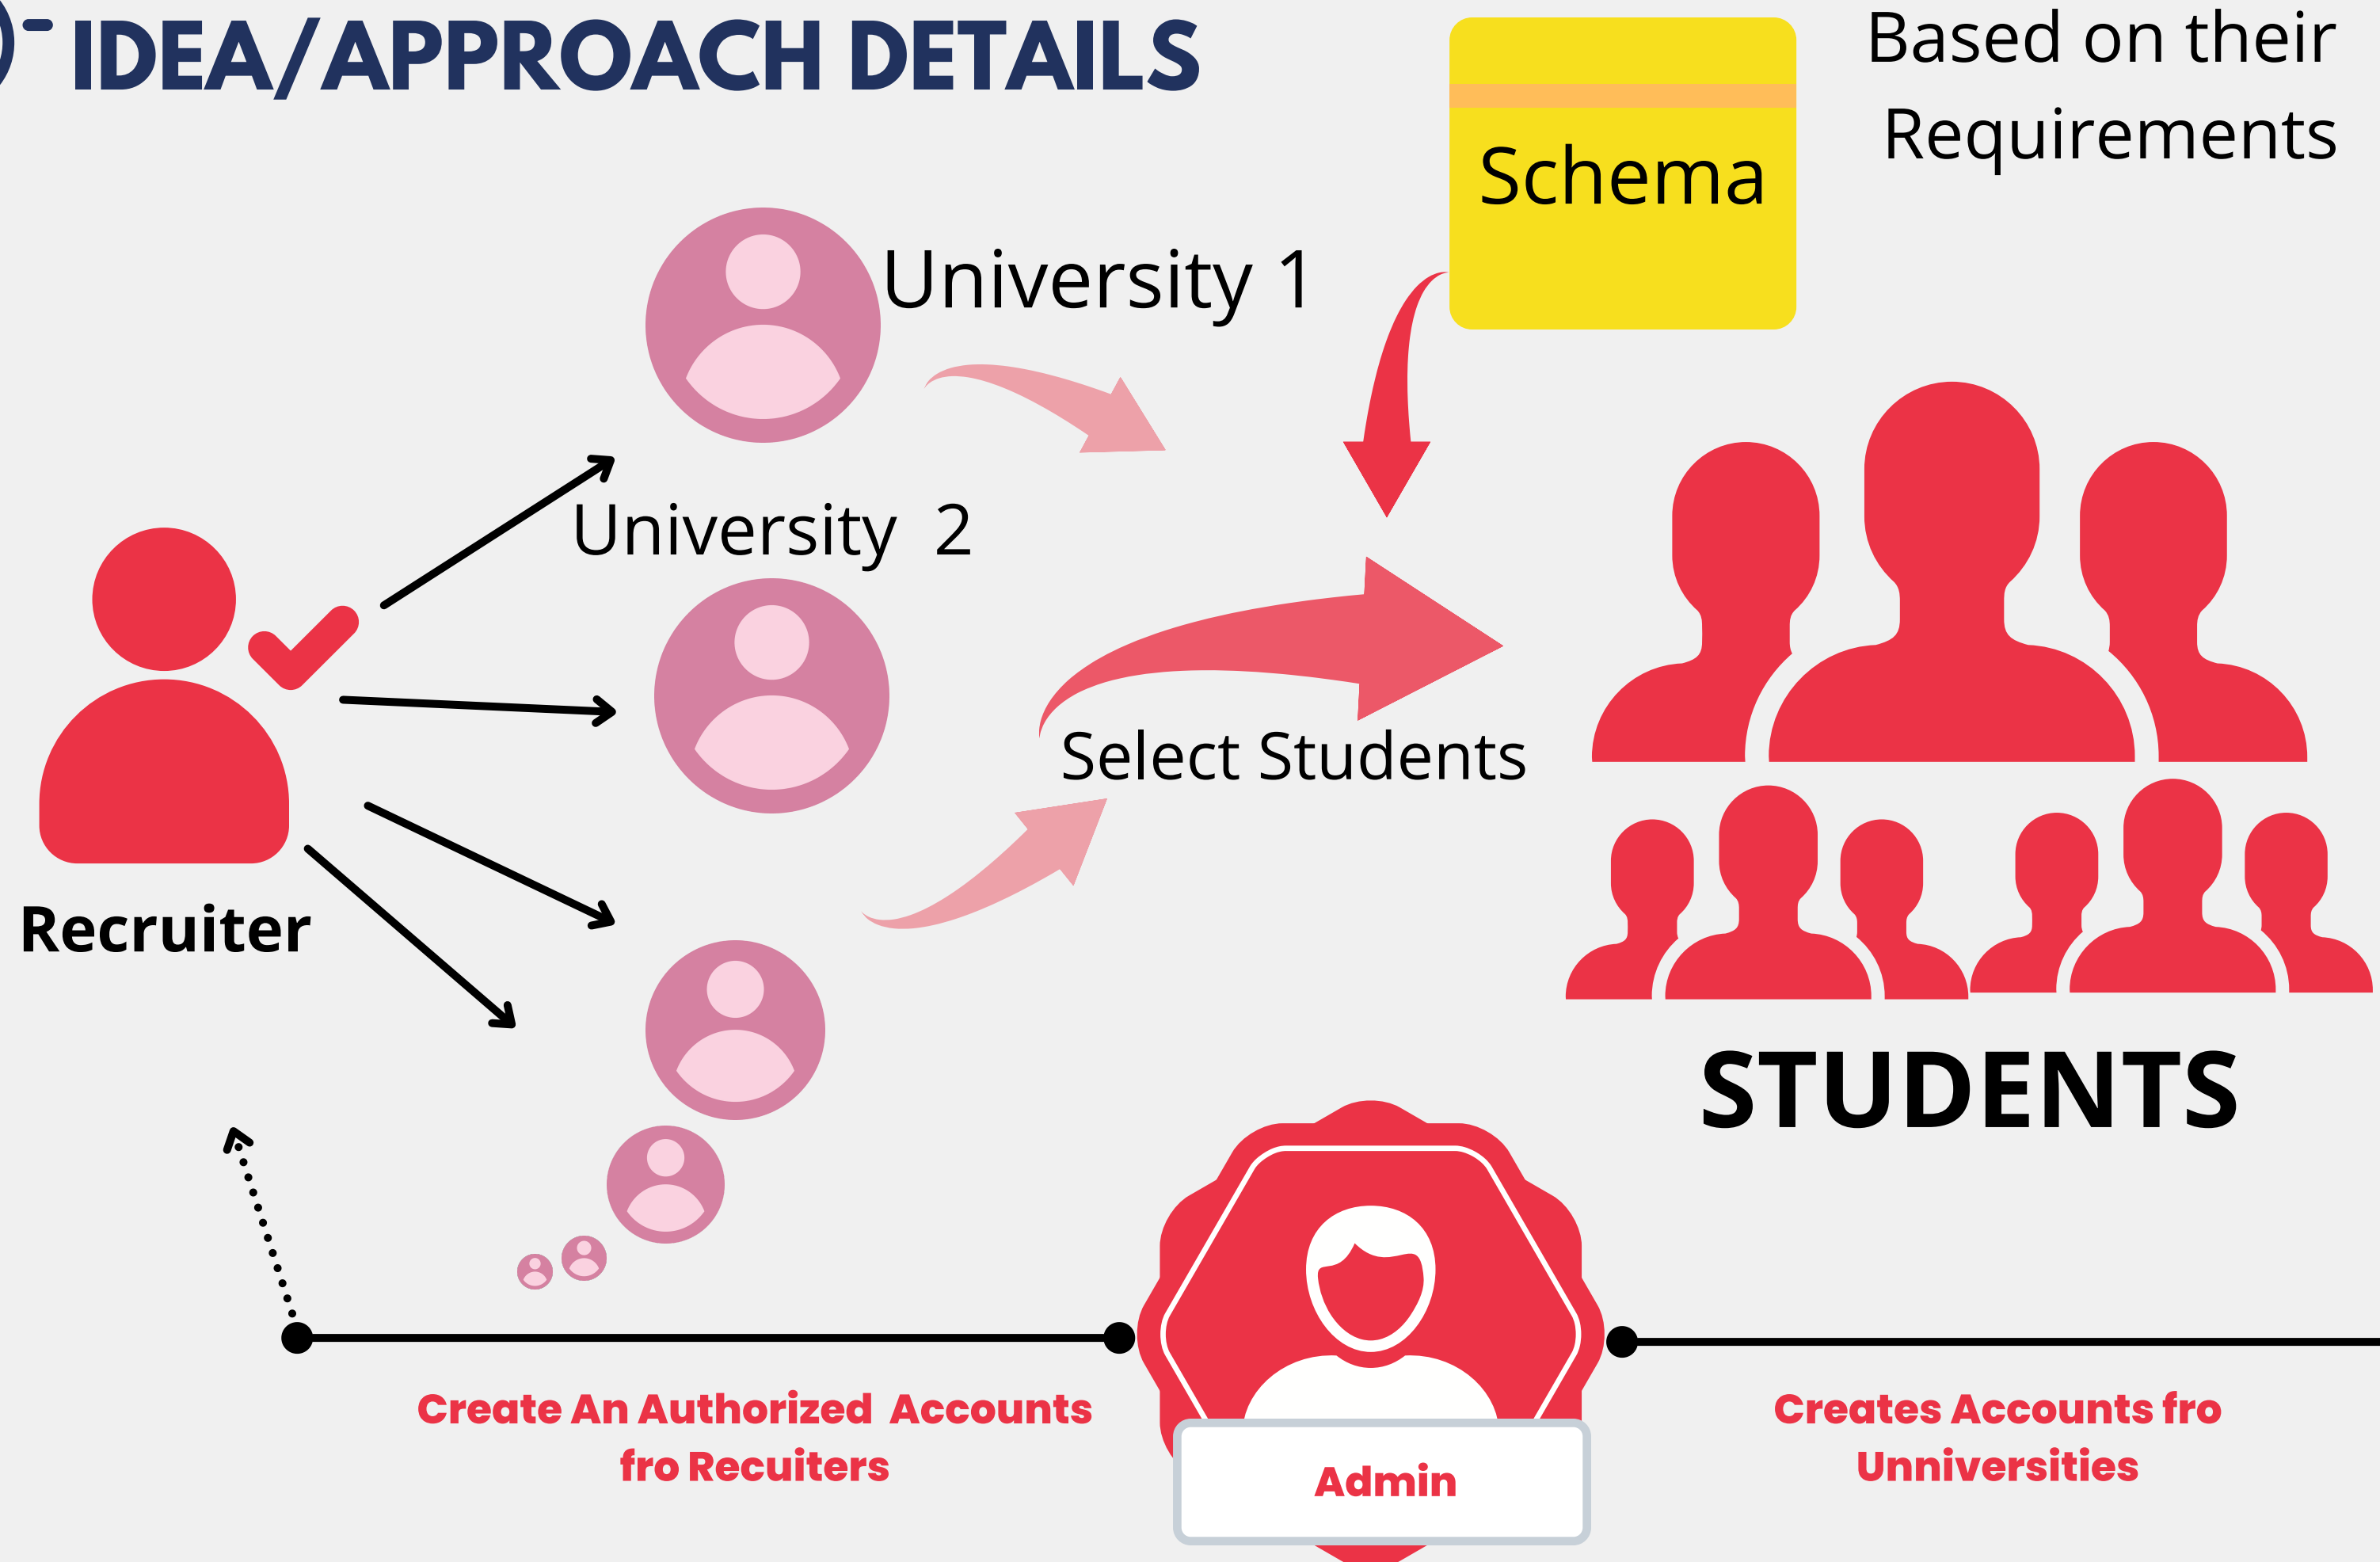 IDEA/APPROACH DETAILS
Based on their
Requirements
Schema
University 1
University 2
Select Students
Recruiter
STUDENTS
Create An Authorized Accounts
fro Recuiters
Admin
Creates Accounts fro
Unniversities